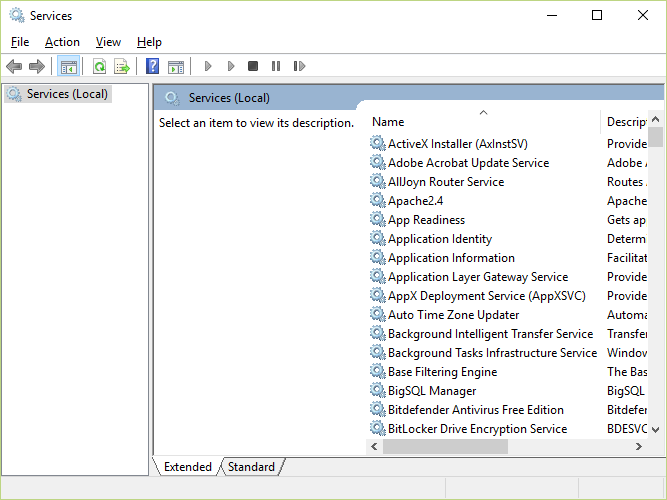 Services
File Action View Help
Services (Local)
Services (Local)
Select an item to view its description.
Name Descrip
ActiveX Installer (AxInstSV) Provide
Adobe Acrobat Update Service Adobe
AllJoyn Router Service Routes
Apache2.4 Apache/2
App Readiness Gets ap
Application Identity Determ
Application Information Facilitat
Application Layer Gateway Service Provide
AppX Deployment Service (AppXSVC) Provide
Auto Time Zone Updater Automa
Background Intelligent Transfer Service Transfer
Background Tasks Infrastructure Service Window
Base Filtering Engine The Bas
BigSQL Manager BigSQL
Bitdefender Antivirus Free Edition Bitdefen
BitLocker Drive Encryption Service BDESVC
Extended Standard